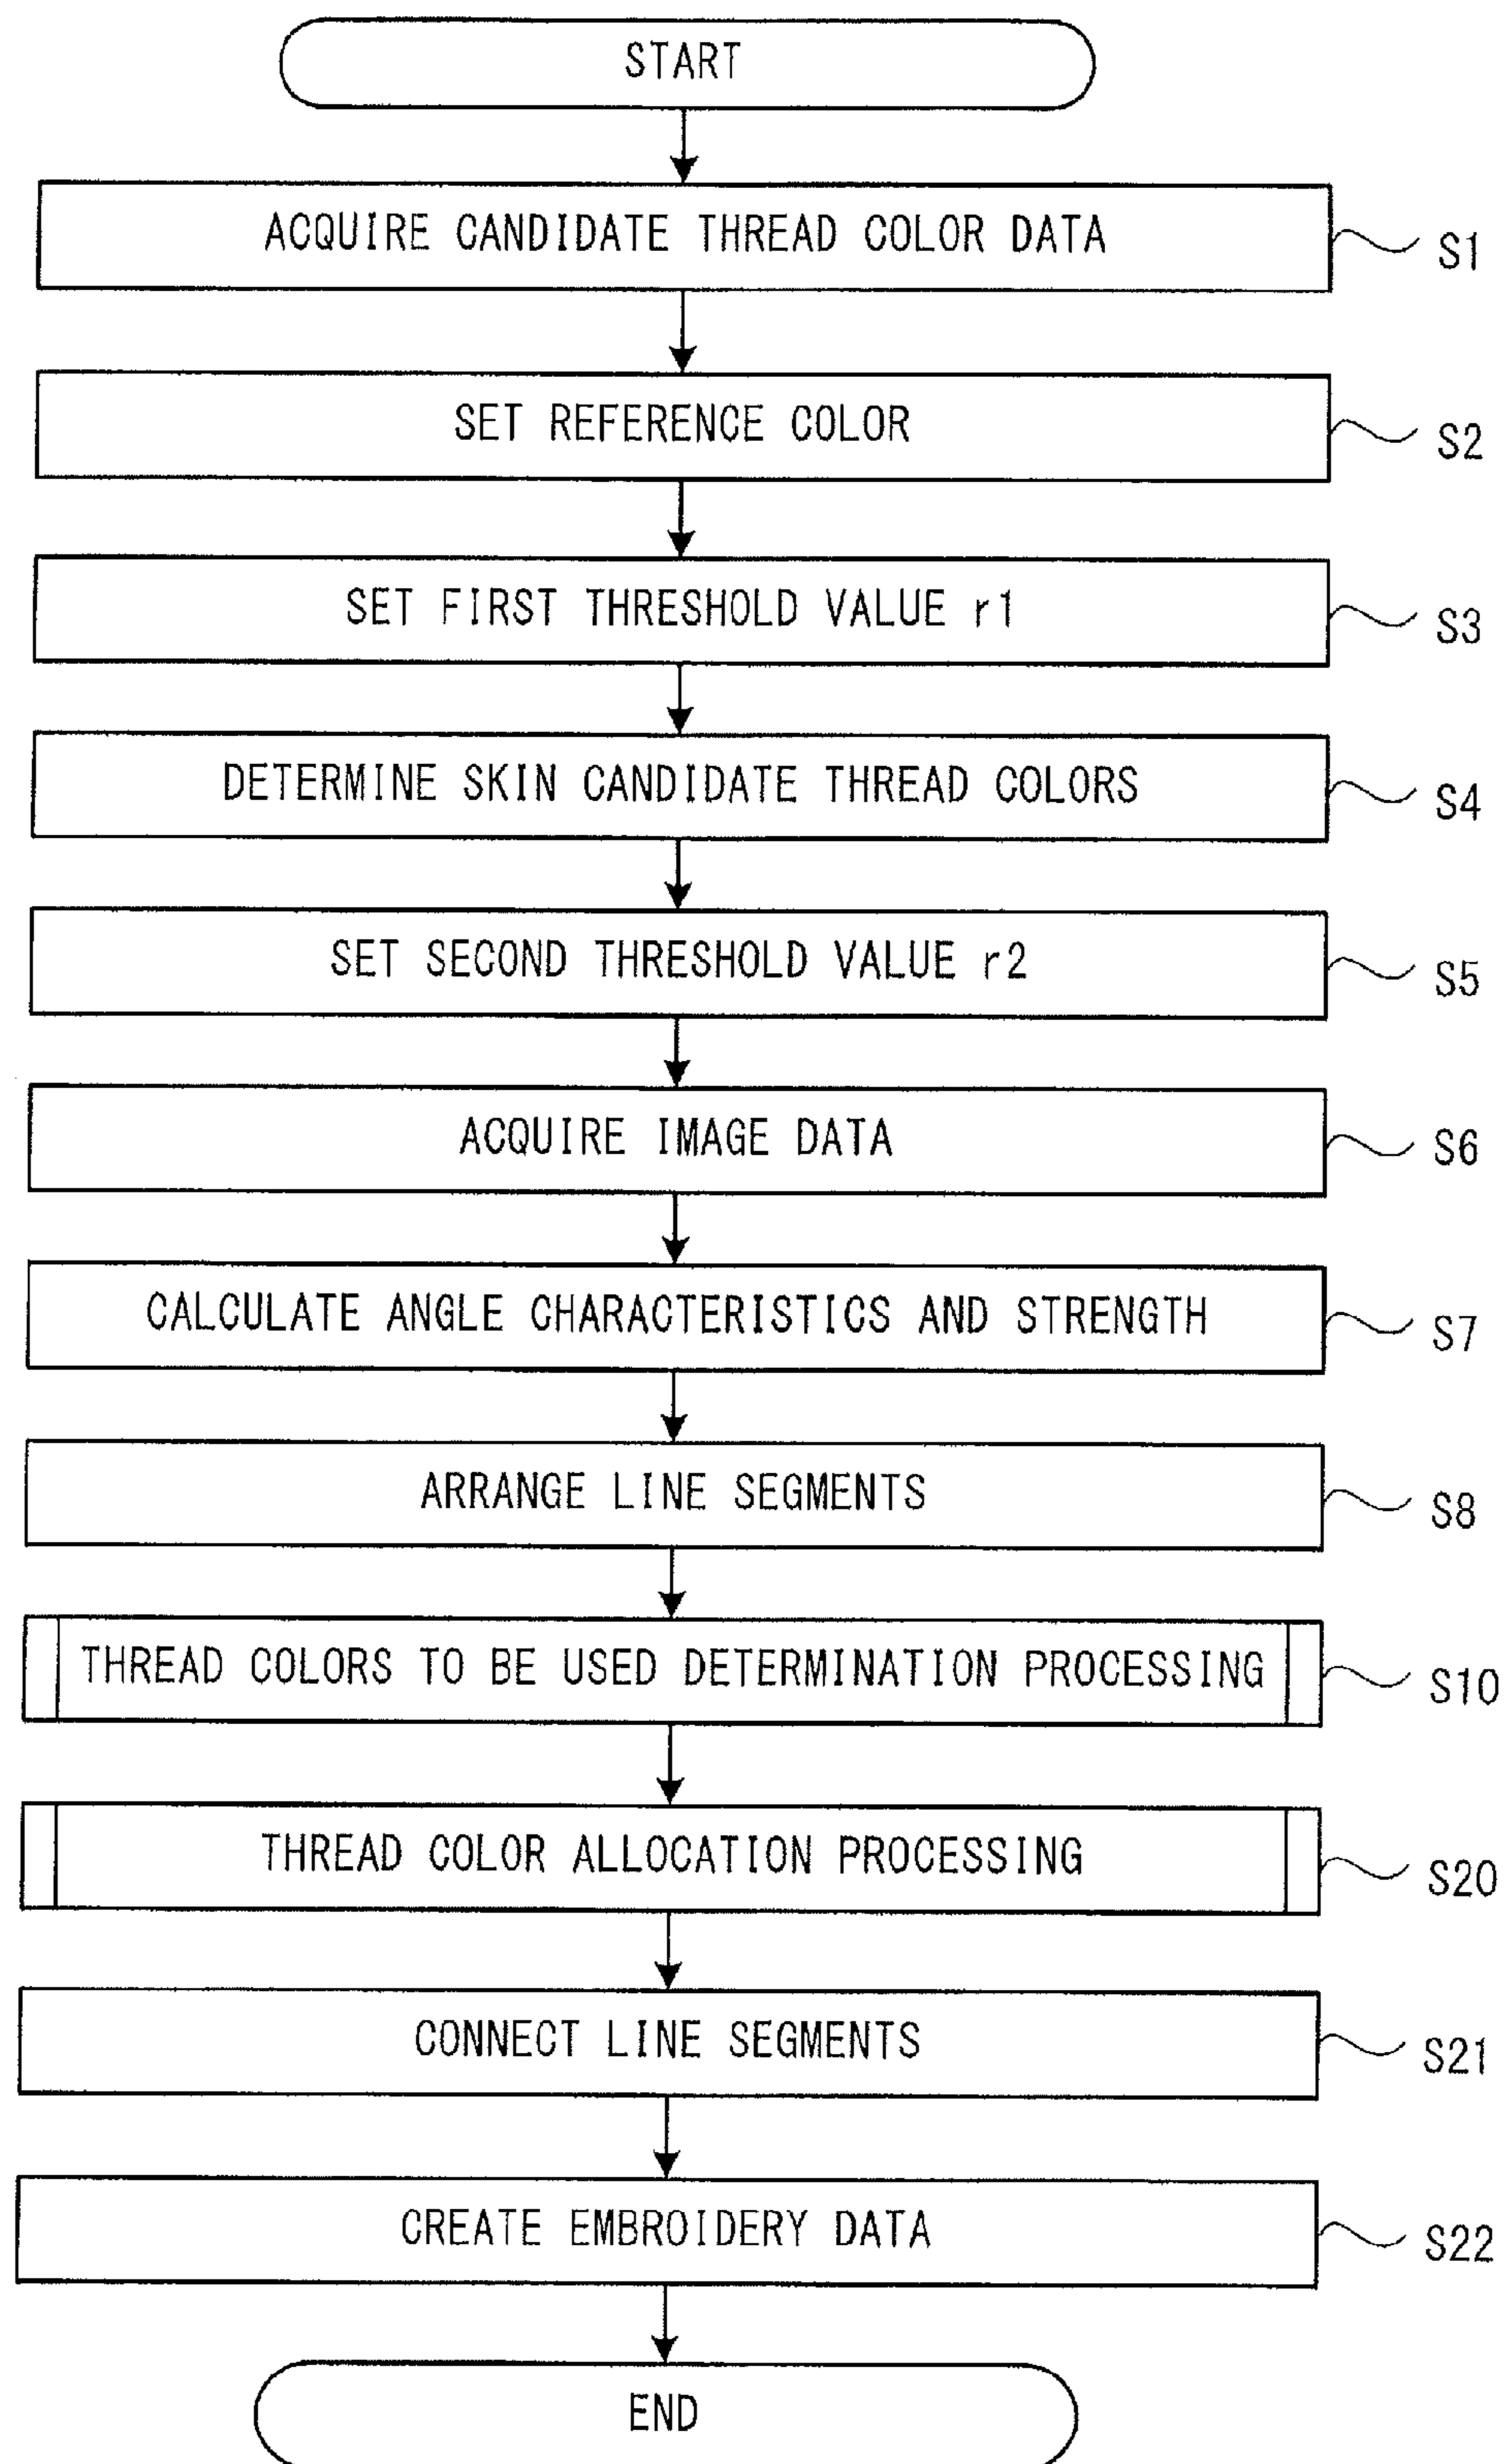 START
ACQUIRE CANDIDATE THREAD COLOR DATA
S1
SET REFERENCE COLOR
S2
SET FIRST THRESHOLD VALUE r1
S3
DETERMINE SKIN CANDIDATE THREAD COLORS
S4
SET SECOND THRESHOLD VALUE r2
S5
ACQUIRE IMAGE DATA
S6
CALCULATE ANGLE CHARACTERISTICS AND STRENGTH
S7
ARRANGE LINE SEGMENTS
S8
THREAD COLORS TO BE USED DETERMINATION PROCESSING
S10
THREAD COLOR ALLOCATION PROCESSING
S20
CONNECT LINE SEGMENTS
S21
CREATE EMBROIDERY DATA
S22
END